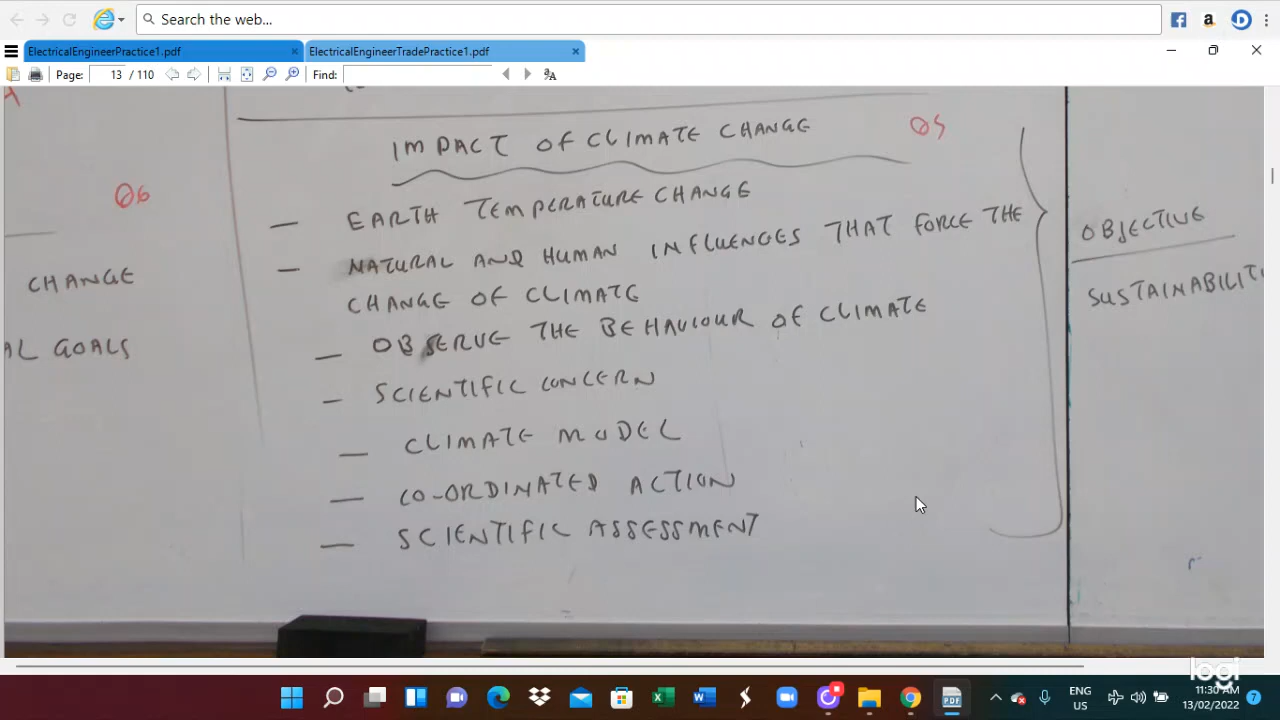 Search the web...
ElectricalEngineerPractice1.pdf
ElectricalEngineerTradePractice1.pdf
Page: 13 / 110
Find:
IMPACT OF CLIMATE CHANGE
05
— EARTH TEMPERATURE CHANGE
— NATURAL AND HUMAN INFLUENCES THAT FORCE THE
CHANGE OF CLIMATE
— OBSERVE THE BEHAVIOUR OF CLIMATE
— SCIENTIFIC CONCERN
— CLIMATE MODEL
— CO-ORDINATED ACTION
— SCIENTIFIC ASSESSMENT
06
CHANGE
AL GOALS
OBJECTIVE
SUSTAINABILIT
logi
ENG
US
11:30 AM
13/02/2022
7